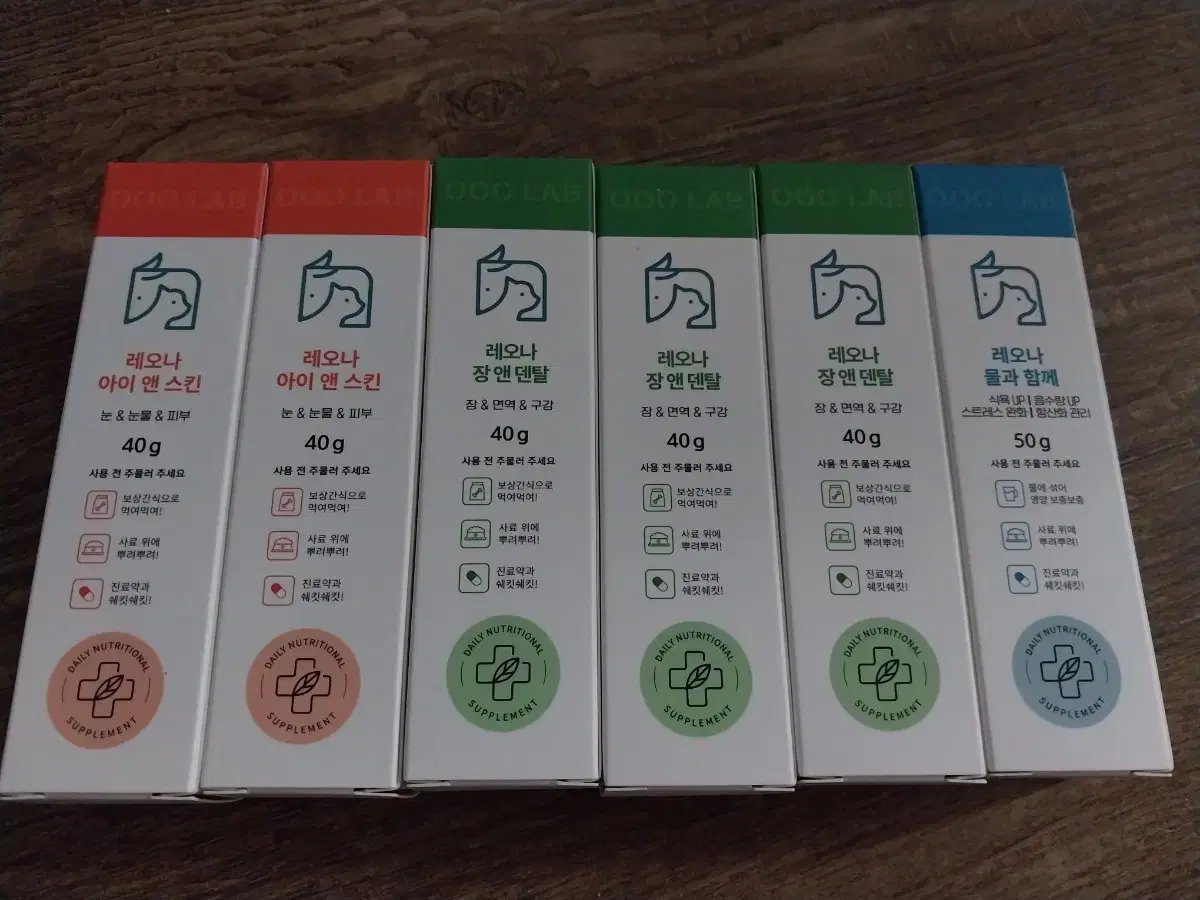 OOO LAB
레오나
아이 앤 스킨
눈 & 눈물 & 피부
40g
사용 전 주물러 주세요
보상간식으로
먹여먹여!
사료 위에
뿌려뿌려!
진료약과
쉐킷쉐킷!
DAILY NUTRITIONAL
SUPPLEMENT
OOO LAB
레오나
아이 앤 스킨
눈 & 눈물 & 피부
40g
사용 전 주물러 주세요
보상간식으로
먹여먹여!
사료 위에
뿌려뿌려!
진료약과
쉐킷쉐킷!
DAILY NUTRITIONAL
SUPPLEMENT
OOO LAB
레오나
장 앤 덴탈
장 & 면역 & 구강
40g
사용 전 주물러 주세요
보상간식으로
먹여먹여!
사료 위에
뿌려뿌려!
진료약과
쉐킷쉐킷!
DAILY NUTRITIONAL
SUPPLEMENT
OOO LAB
레오나
장 앤 덴탈
장 & 면역 & 구강
40g
사용 전 주물러 주세요
보상간식으로
먹여먹여!
사료 위에
뿌려뿌려!
진료약과
쉐킷쉐킷!
DAILY NUTRITIONAL
SUPPLEMENT
OOO LAB
레오나
장 앤 덴탈
장 & 면역 & 구강
40g
사용 전 주물러 주세요
보상간식으로
먹여먹여!
사료 위에
뿌려뿌려!
진료약과
쉐킷쉐킷!
DAILY NUTRITIONAL
SUPPLEMENT
OOO LAB
레오나
물과 함께
식욕 UP | 음수량 UP
스트레스 완화 | 항산화 관리
50g
사용 전 주물러 주세요
물에 섞어
영양 보충보충
사료 위에
뿌려뿌려!
진료약과
쉐킷쉐킷!
DAILY NUTRITIONAL
SUPPLEMENT